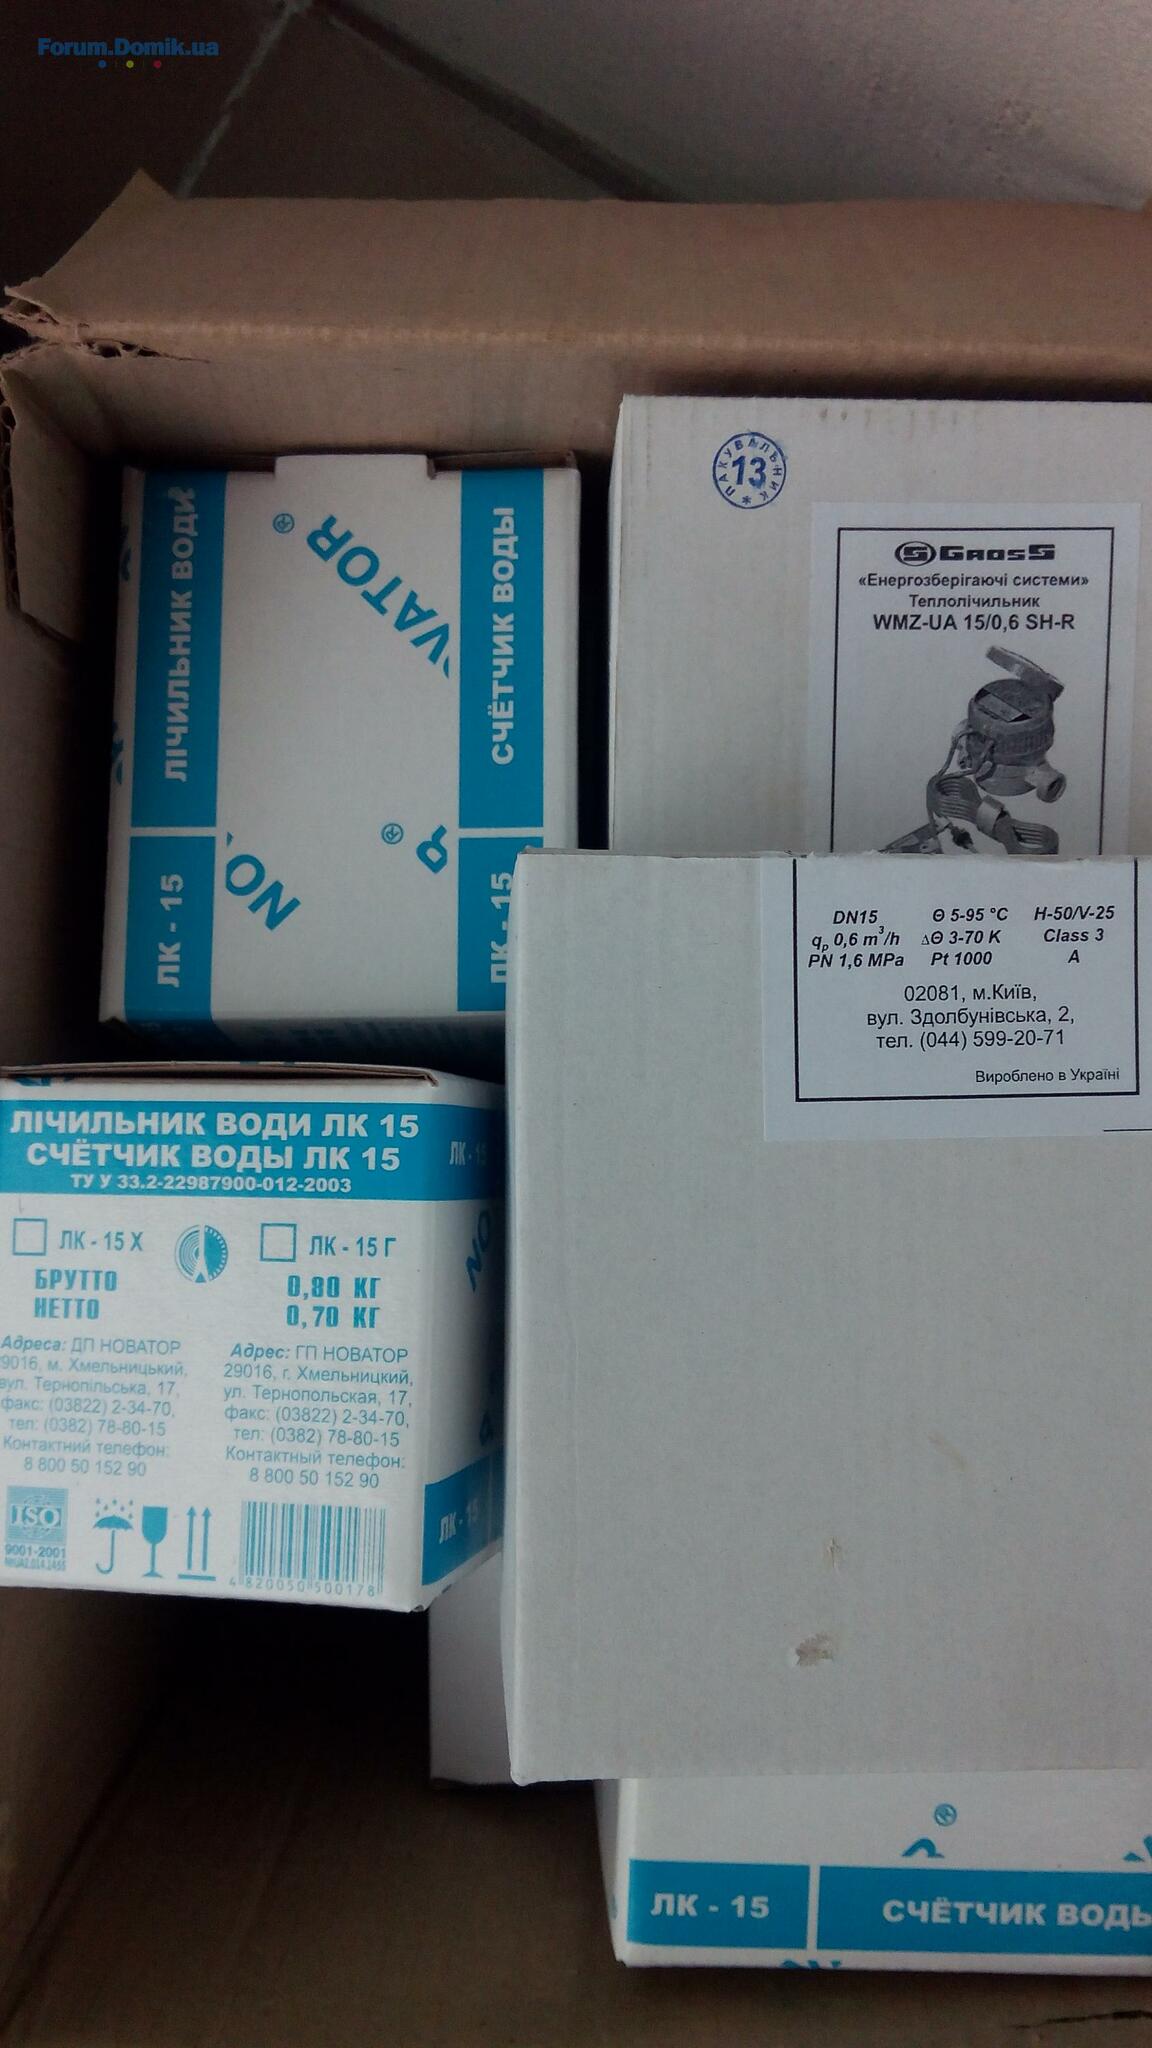 Forum.Domik.ua
ЛІЧИЛЬНИК ВОДИ
ЛК - 15
NOVATOR ®
®
СЧЁТЧИК ВОДЫ
ЛК - 15
ПАКУВАЛЬНИК
13
GROSS
«Енергозберігаючі системи»
Теплолічильник
WMZ-UA 15/0,6 SH-R
DN15 Θ 5-95 °C H-50/V-25
qp 0,6 m³/h ΔΘ 3-70 K Class 3
PN 1,6 MPa Pt 1000 A
02081, м.Київ,
вул. Здолбунівська, 2,
тел. (044) 599-20-71
Вироблено в Україні
ЛІЧИЛЬНИК ВОДИ ЛК 15
СЧЁТЧИК ВОДЫ ЛК 15
ТУ У 33.2-22987900-012-2003
ЛК - 15 Х
ЛК - 15 Г
БРУТТО 0,80 КГ
НЕТТО 0,70 КГ
Адреса: ДП НОВАТОР
29016, м. Хмельницький,
вул. Тернопільська, 17,
факс: (03822) 2-34-70,
тел: (0382) 78-80-15
Контактний телефон:
8 800 50 152 90
Адрес: ГП НОВАТОР
29016, г. Хмельницкий,
ул. Тернопольская, 17,
факс: (03822) 2-34-70,
тел: (0382) 78-80-15
Контактный телефон:
8 800 50 152 90
ISO
9001-2001
4 820050 500178
ЛК - 15
NO
ЛК - 15
®
ЛК - 15
СЧЁТЧИК ВОДЫ